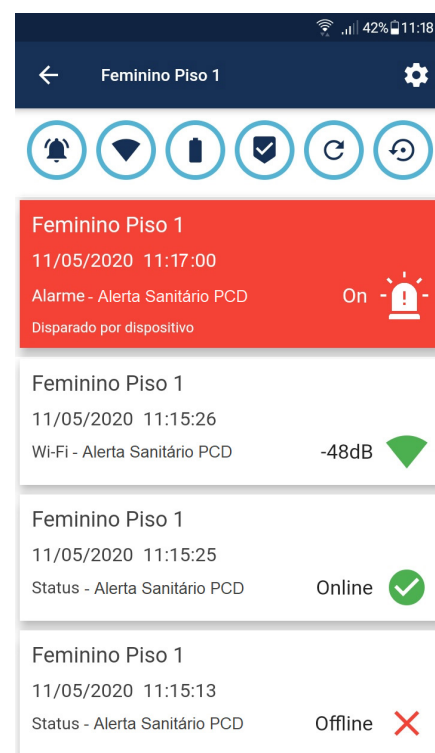 42% 11:18
Feminino Piso 1
Feminino Piso 1
11/05/2020 11:17:00
Alarme - Alerta Sanitário PCD On
Disparado por dispositivo
Feminino Piso 1
11/05/2020 11:15:26
Wi-Fi - Alerta Sanitário PCD -48dB
Feminino Piso 1
11/05/2020 11:15:25
Status - Alerta Sanitário PCD Online
Feminino Piso 1
11/05/2020 11:15:13
Status - Alerta Sanitário PCD Offline